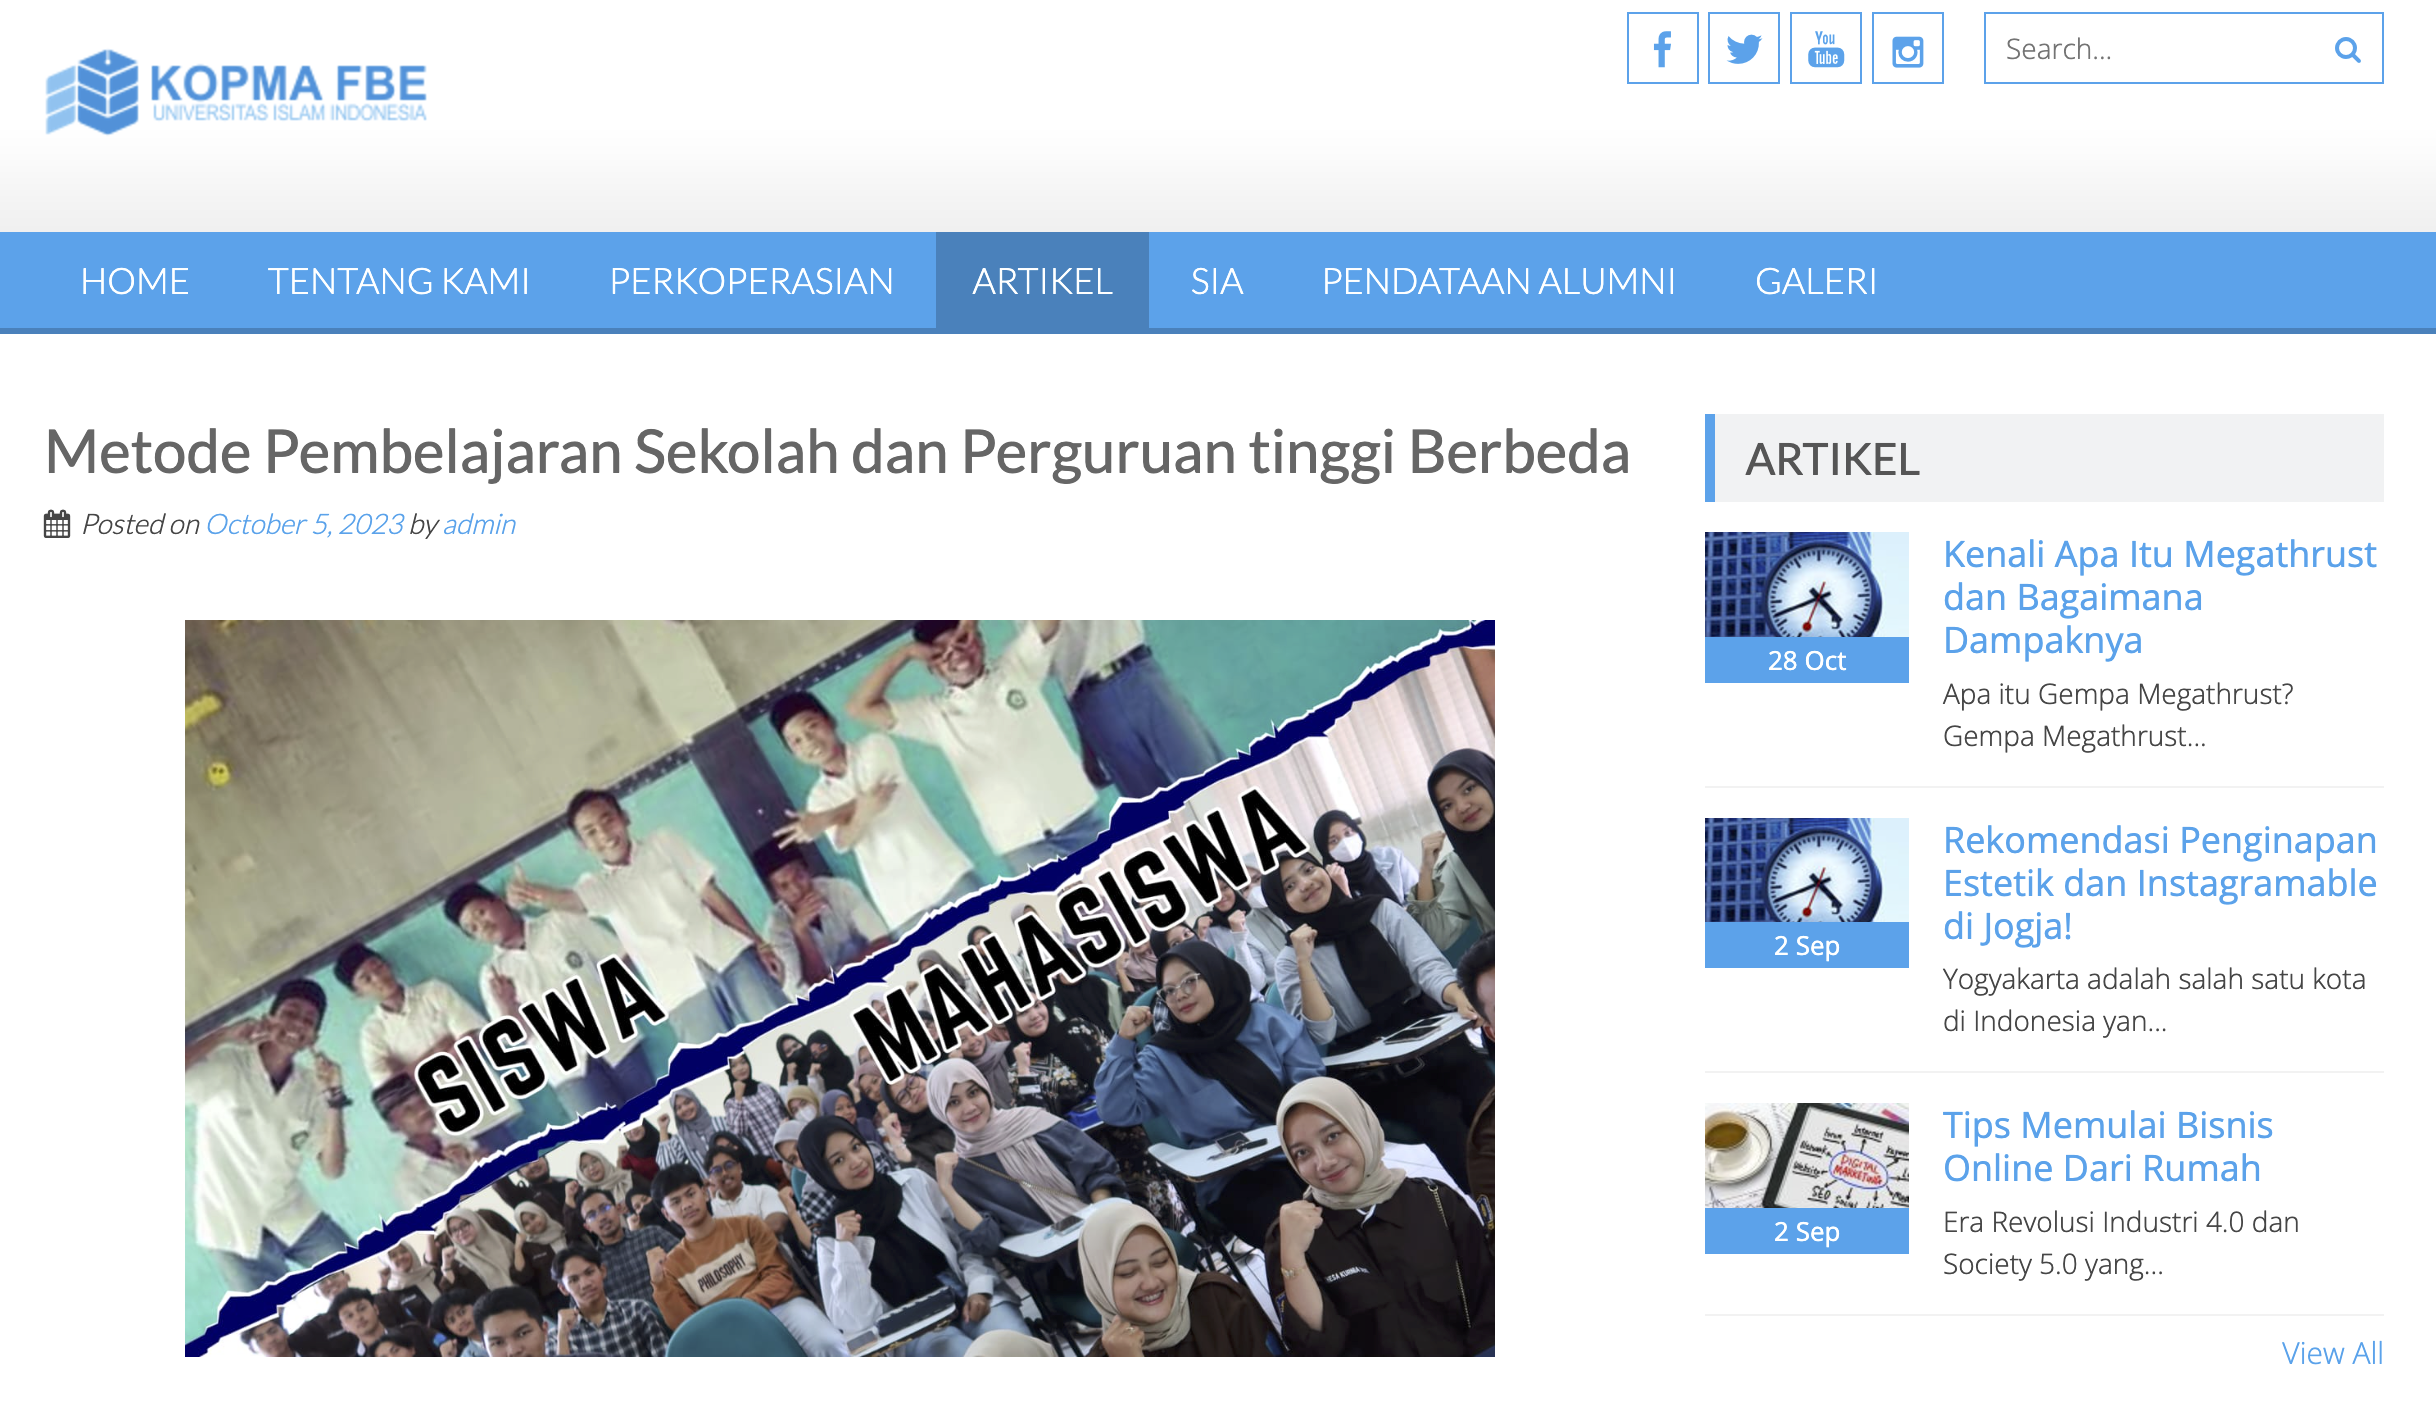 KOPMA FBE
UNIVERSITAS ISLAM INDONESIA
You
Tube
Search...
HOME
TENTANG KAMI
PERKOPERASIAN
ARTIKEL
SIA
PENDATAAN ALUMNI
GALERI
Metode Pembelajaran Sekolah dan Perguruan tinggi Berbeda
Posted on October 5, 2023 by admin
SISWA
MAHASISWA
PHILOSOPHY
ARTIKEL
28 Oct
Kenali Apa Itu Megathrust
dan Bagaimana
Dampaknya
Apa itu Gempa Megathrust?
Gempa Megathrust...
2 Sep
Rekomendasi Penginapan
Estetik dan Instagramable
di Jogja!
Yogyakarta adalah salah satu kota
di Indonesia yan...
Internet
DIGITAL
MARKETING
SEO
2 Sep
Tips Memulai Bisnis
Online Dari Rumah
Era Revolusi Industri 4.0 dan
Society 5.0 yang...
View All